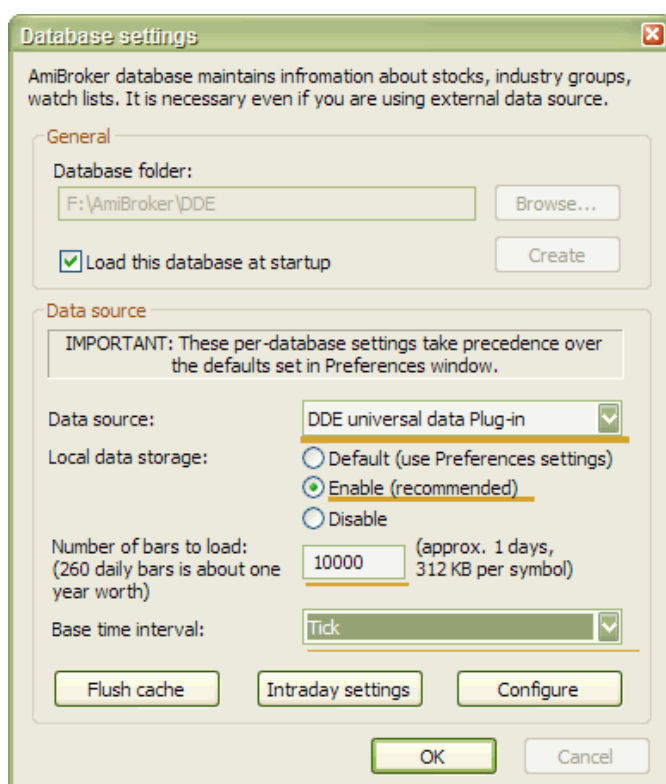 Database settings
AmiBroker database maintains infromation about stocks, industry groups,
watch lists. It is necessary even if you are using external data source.
General
Database folder:
F:\AmiBroker\DDE
Browse...
Load this database at startup
Create
Data source
IMPORTANT: These per-database settings take precedence over
the defaults set in Preferences window.
Data source:
DDE universal data Plug-in
Local data storage:
Default (use Preferences settings)
Enable (recommended)
Disable
Number of bars to load:
(260 daily bars is about one
year worth)
10000
(approx. 1 days,
312 KB per symbol)
Base time interval:
Tick
Flush cache
Intraday settings
Configure
OK
Cancel